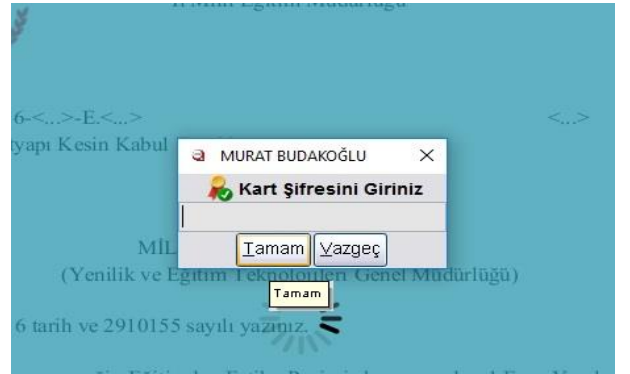 İl Millî Eğitim Müdürlüğü
6-<...>-E.<...> <...>
yapı Kesin Kabul
MURAT BUDAKOĞLU
Kart Şifresini Giriniz
Tamam Vazgeç
MİL
(Yenilik ve Eğitim Teknolojileri Genel Müdürlüğü)
Tamam
6 tarih ve 2910155 sayılı yazınız.